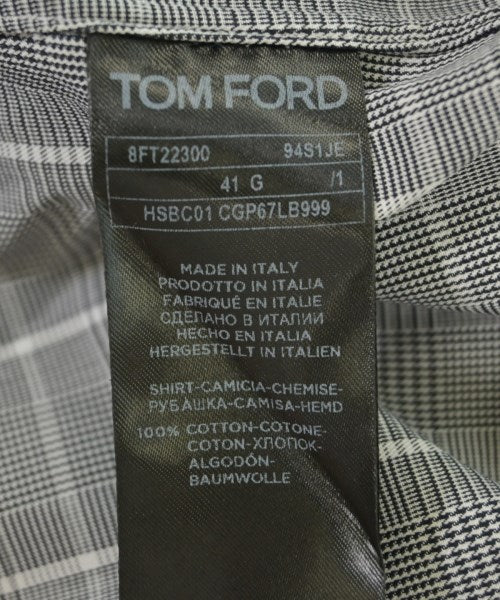 TOM FORD
8FT22300 94S1JE
41 G /1
HSBC01 CGP67LB999
MADE IN ITALY
PRODOTTO IN ITALIA
FABRIQUÉ EN ITALIE
СДЕЛАНО В ИТАЛИИ
HECHO EN ITALIA
HERGESTELLT IN ITALIEN
SHIRT-CAMICIA-CHEMISE-
РУБАШКА-CAMISA-HEMD
100% COTTON-COTONE-
COTON-ХЛОПОК-
ALGODÓN-
BAUMWOLLE